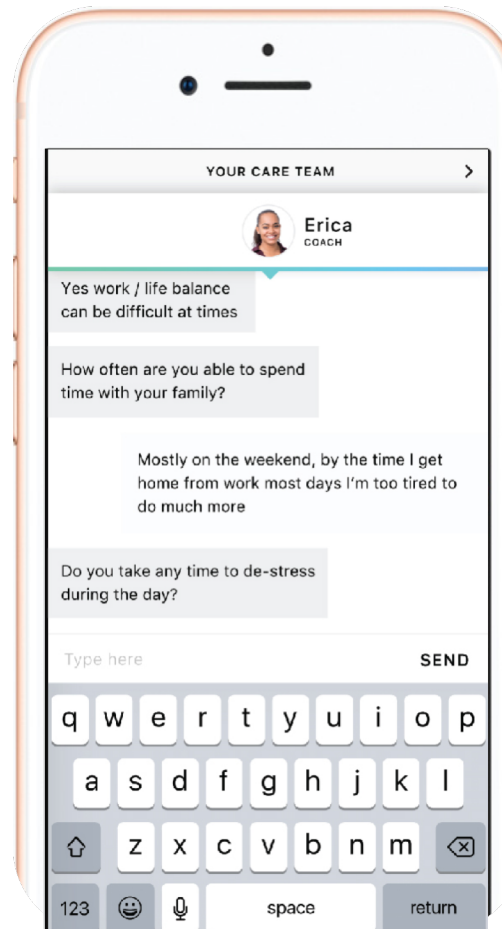 YOUR CARE TEAM
Erica
COACH
Yes work / life balance
can be difficult at times
How often are you able to spend
time with your family?
Mostly on the weekend, by the time I get
home from work most days I'm too tired to
do much more
Do you take any time to de-stress
during the day?
Type here SEND
q w e r t y u i o p
a s d f g h j k l
z x c v b n m
123 space return